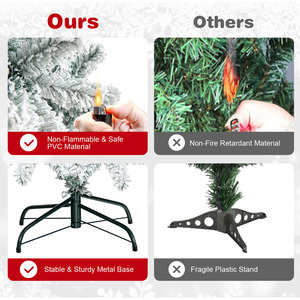 Ours
Others
Non-Flammable & Safe
PVC Material
Non-Fire Retardant Material
Stable & Sturdy Metal Base
Fragile Plastic Stand